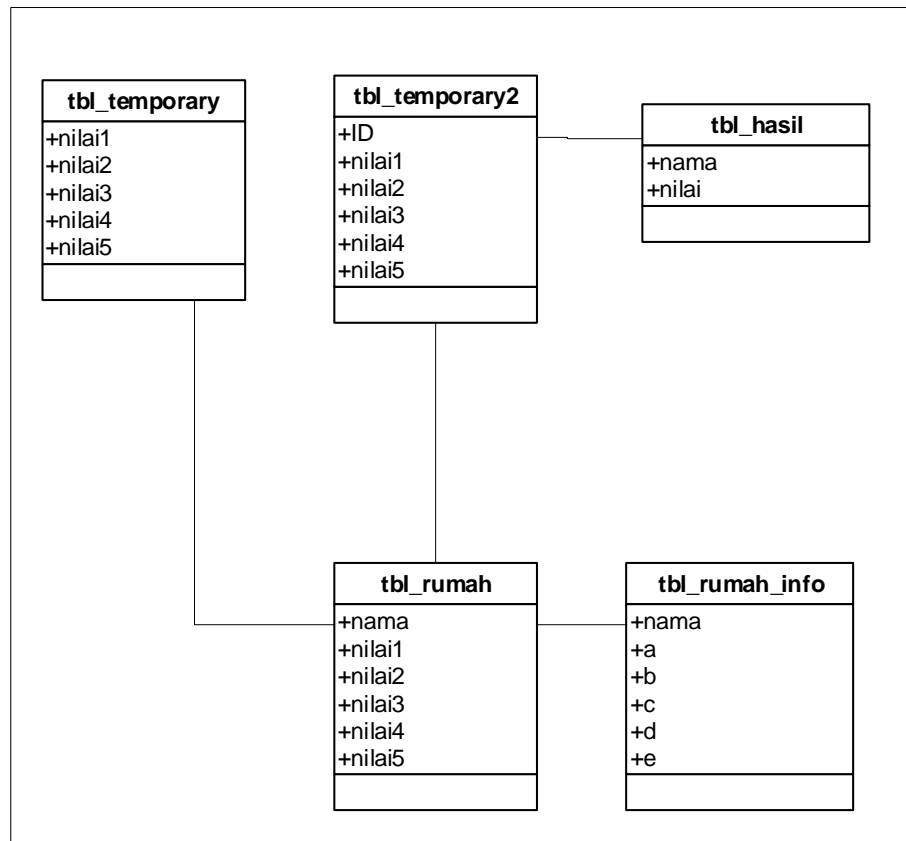 tbl_temporary
+nilai1
+nilai2
+nilai3
+nilai4
+nilai5
tbl_temporary2
+ID
+nilai1
+nilai2
+nilai3
+nilai4
+nilai5
tbl_hasil
+nama
+nilai
tbl_rumah
+nama
+nilai1
+nilai2
+nilai3
+nilai4
+nilai5
tbl_rumah_info
+nama
+a
+b
+c
+d
+e